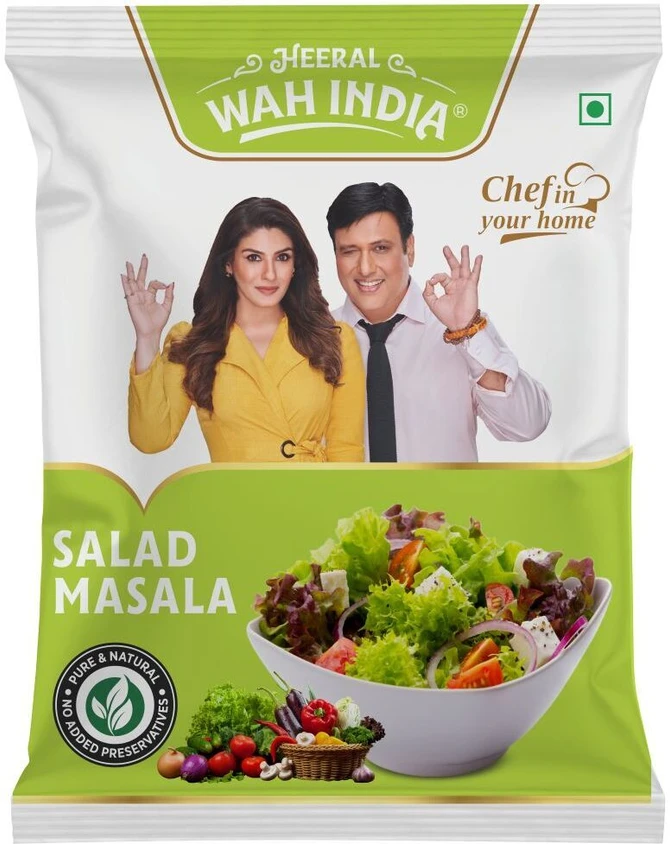 HEERAL
WAH INDIA®
Chef in
your home
SALAD
MASALA
PURE & NATURAL
NO ADDED PRESERVATIVES